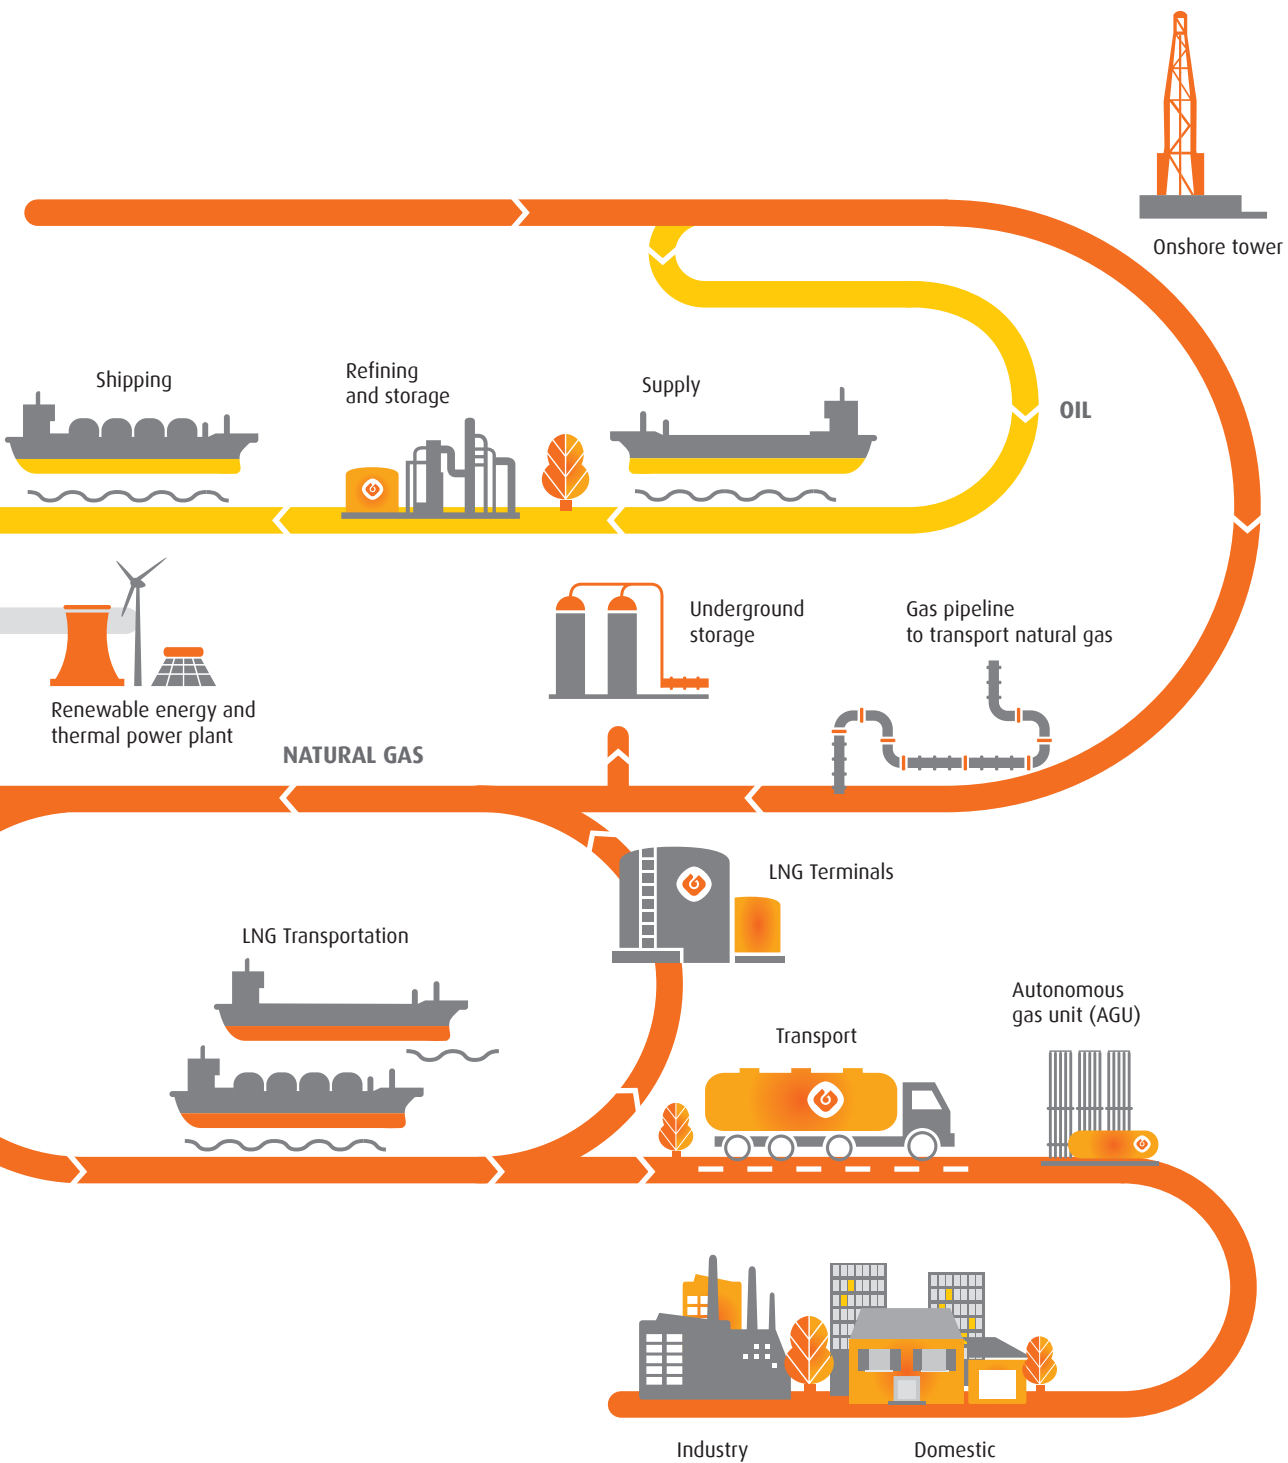 Onshore tower
Shipping
Refining
and storage
Supply
OIL
Underground
storage
Gas pipeline
to transport natural gas
Renewable energy and
thermal power plant
NATURAL GAS
LNG Terminals
LNG Transportation
Autonomous
gas unit (AGU)
Transport
Industry
Domestic